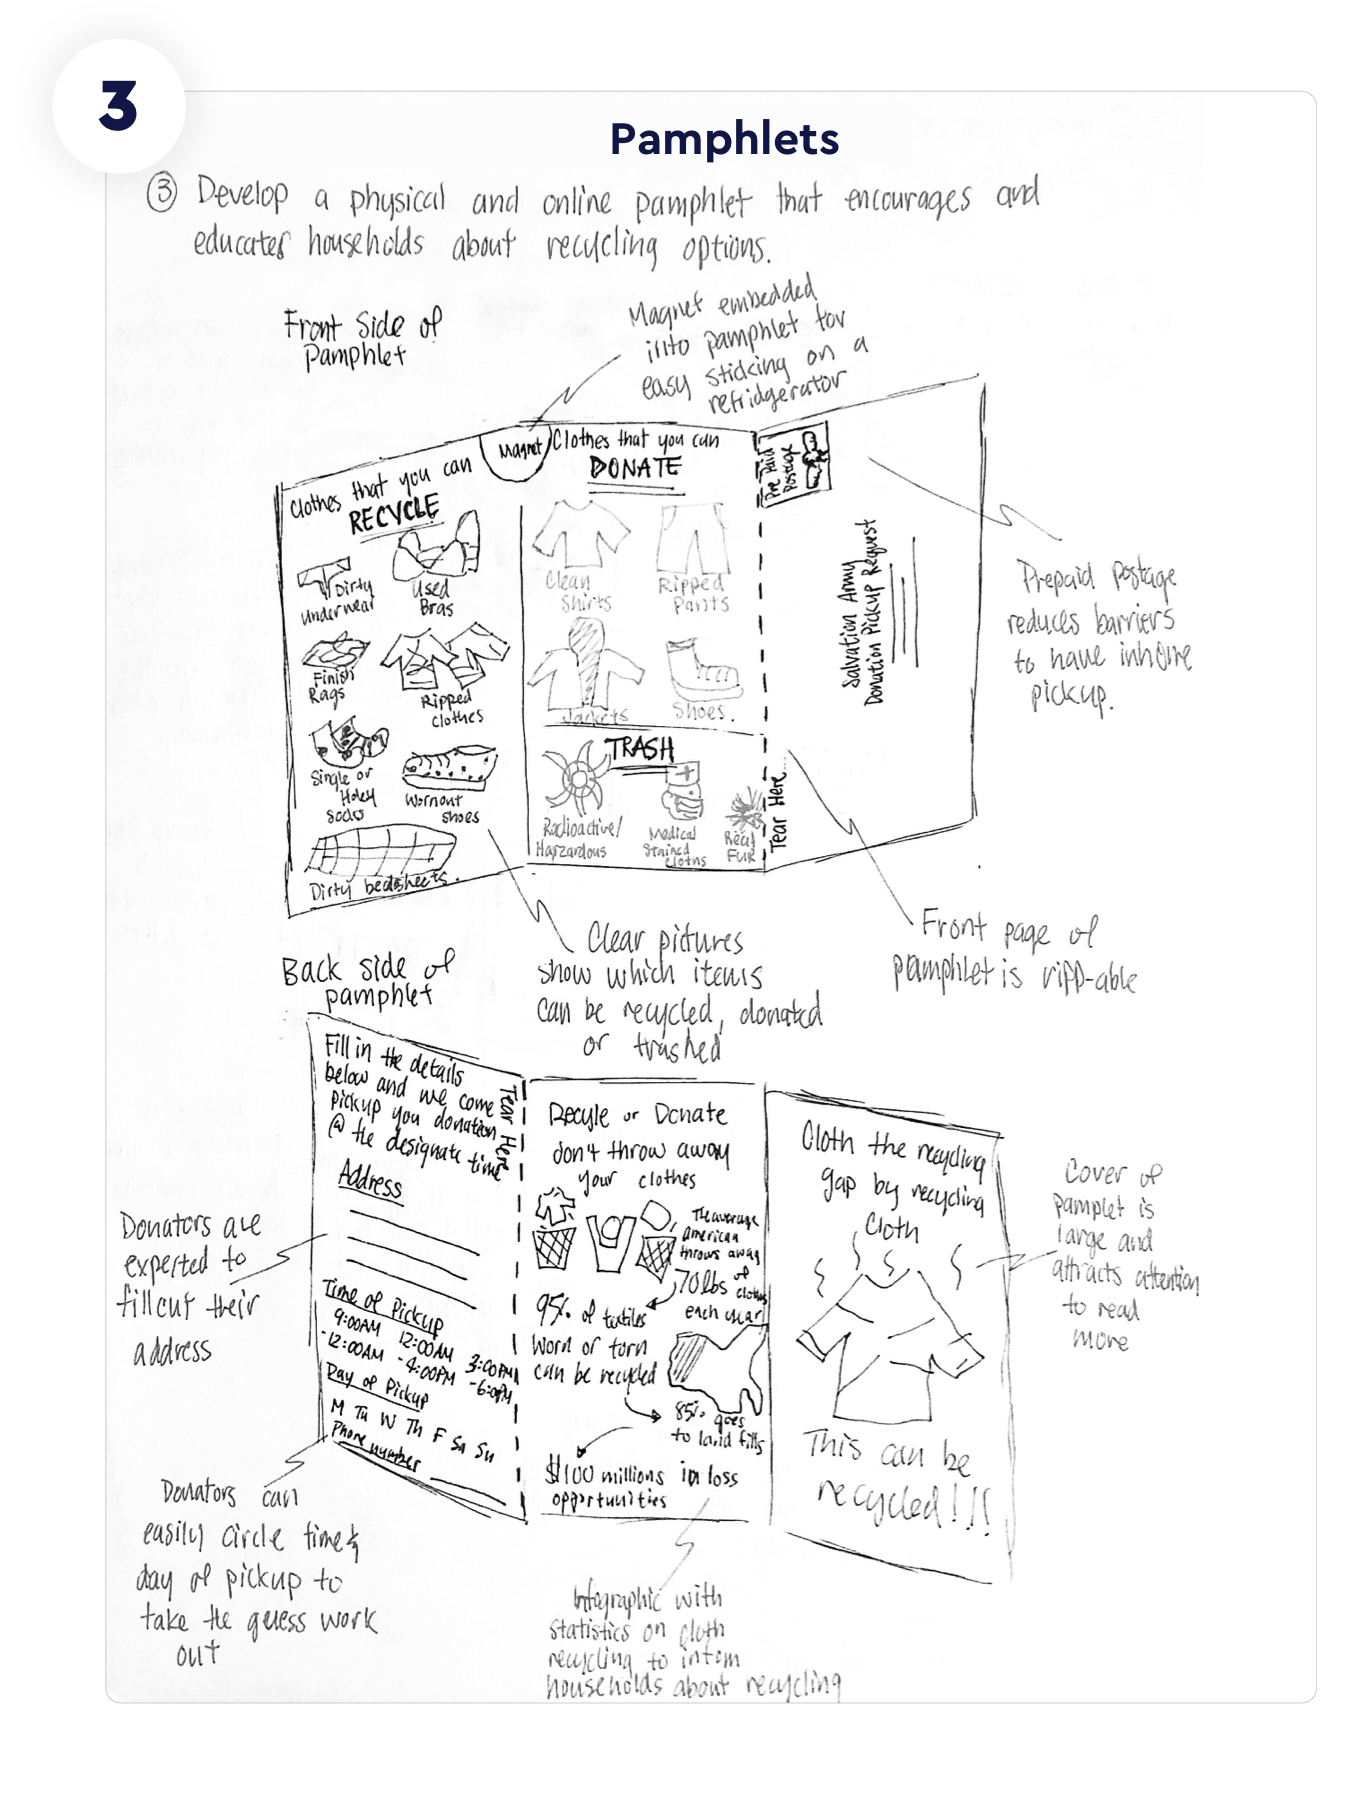 3
Pamphlets
③ Develop a physical and online pamphlet that encourages and
educates households about recycling options.
Front Side of
Pamphlet
Magnet embedded
into pamphlet for
easy sticking on a
refridgerator
Clothes that you can
RECYCLE
Dirty
Underwear
Used
Bras
Finish
Rags
Ripped
clothes
Single or
Holey
Socks
Wornout
shoes
Dirty bedsheets.
Magnet
Clothes that you can
DONATE
Clean
Shirts
Ripped
Pants
Jackets
Shoes.
TRASH
Radioactive/
Harzardous
Medical
Stained
cloths
Real
Fur
Tear Here
Pre Paid
Postage
Salvation Army
Donation Pickup Request
Prepaid Postage
reduces barriers
to have inhome
pickup.
Clear pictures
show which items
can be recycled, donated
or trashed
Front page of
pamphlet is ripp-able
Back side of
pamphlet
Fill in the details
below and we come
pickup you donation
@ the designate time
Tear Here
Address
Time of Pickup
9:00AM
-12:00AM
12:00AM
-4:00PM
3:00PM
-6:00PM
Day of Pickup
M Tu W Th F Sa Su
Phone number
Recyle or Donate
don't throw away
your clothes
The average
american
throws away
70lbs of
clothes
each year
95% of textiles
worn or torn
can be recycled
85% goes
to land fills
$100 millions in loss
opportunities
Cloth the recycling
gap by recycling
Cloth
This can be
recycled!!!
Cover of
Pamplet is
large and
attracts attention
to read
more
Donators are
experted to
fillout their
address
Donators can
easily circle time &
day of pickup to
take the guess work
out
Infographic with
statistics on cloth
recycling to inform
households about recycling